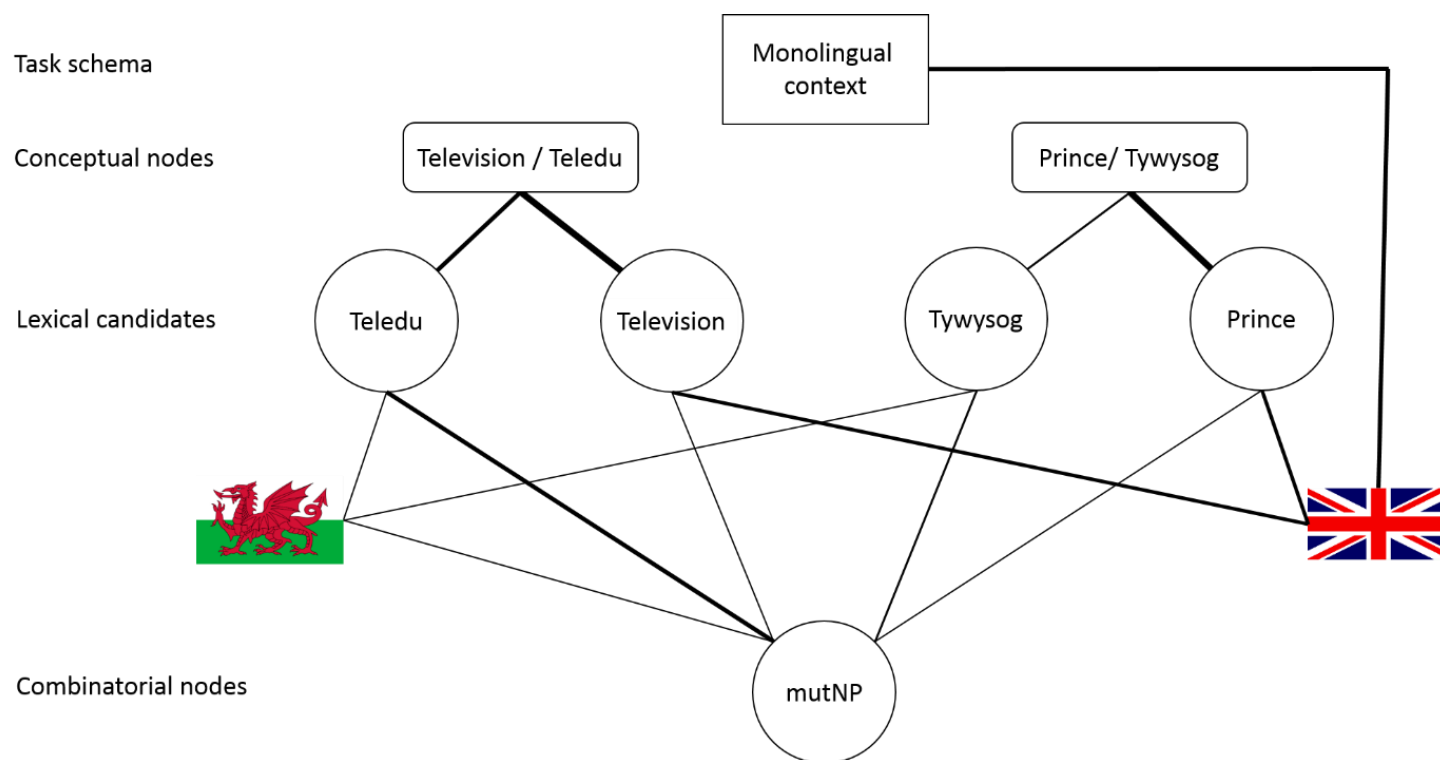 Task schema
Monolingual
context
Conceptual nodes
Television / Teledu
Prince/ Tywysog
Lexical candidates
Teledu
Television
Tywysog
Prince
Combinatorial nodes
mutNP